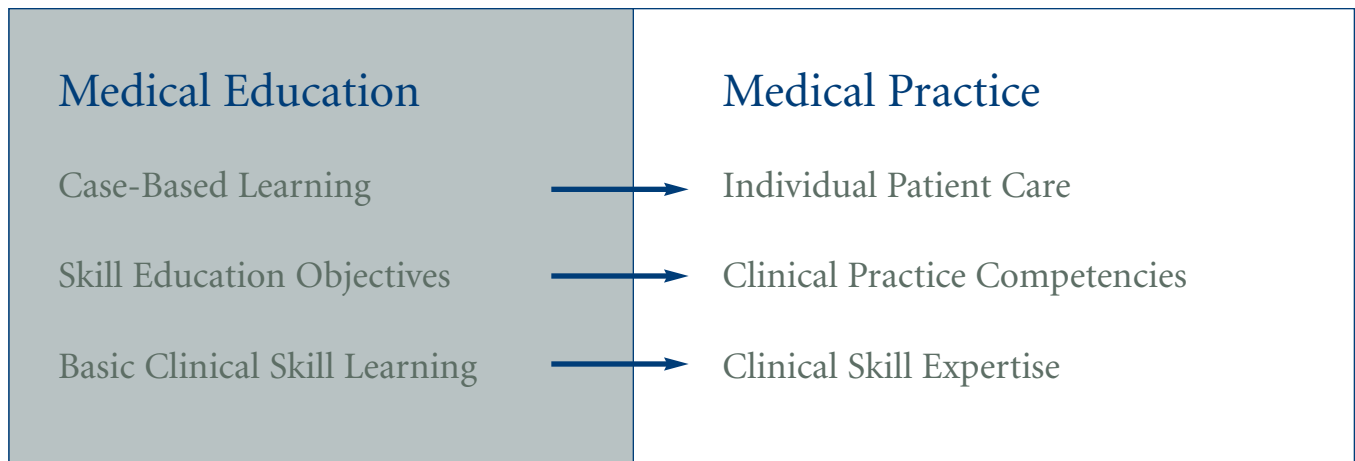 Medical Education
Medical Practice
Case-Based Learning
Individual Patient Care
Skill Education Objectives
Clinical Practice Competencies
Basic Clinical Skill Learning
Clinical Skill Expertise